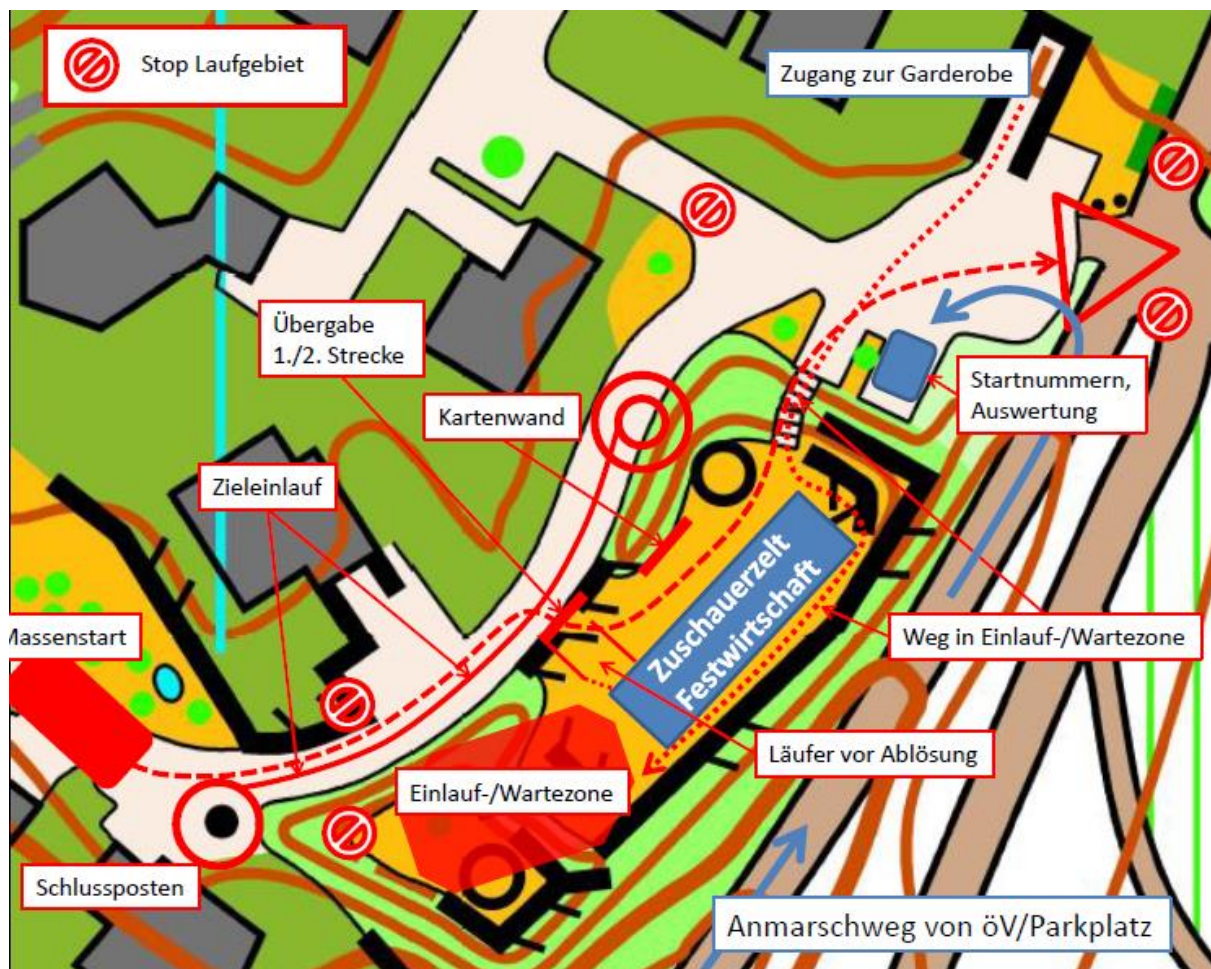 Stop Laufgebiet
Zugang zur Garderobe
Übergabe
1./2. Strecke
Kartenwand
Startnummern,
Auswertung
Zieleinlauf
Zuschauerzelt
Festwirtschaft
Massenstart
Weg in Einlauf-/Wartezone
Läufer vor Ablösung
Einlauf-/Wartezone
Schlussposten
Anmarschweg von öV/Parkplatz